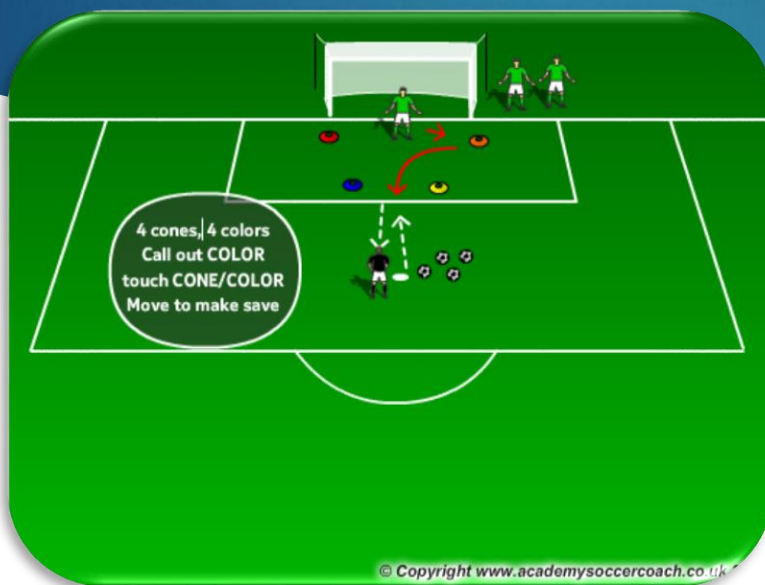 4 cones, 4 colors
Call out COLOR
touch CONE/COLOR
Move to make save
© Copyright www.academysoccercoach.co.uk